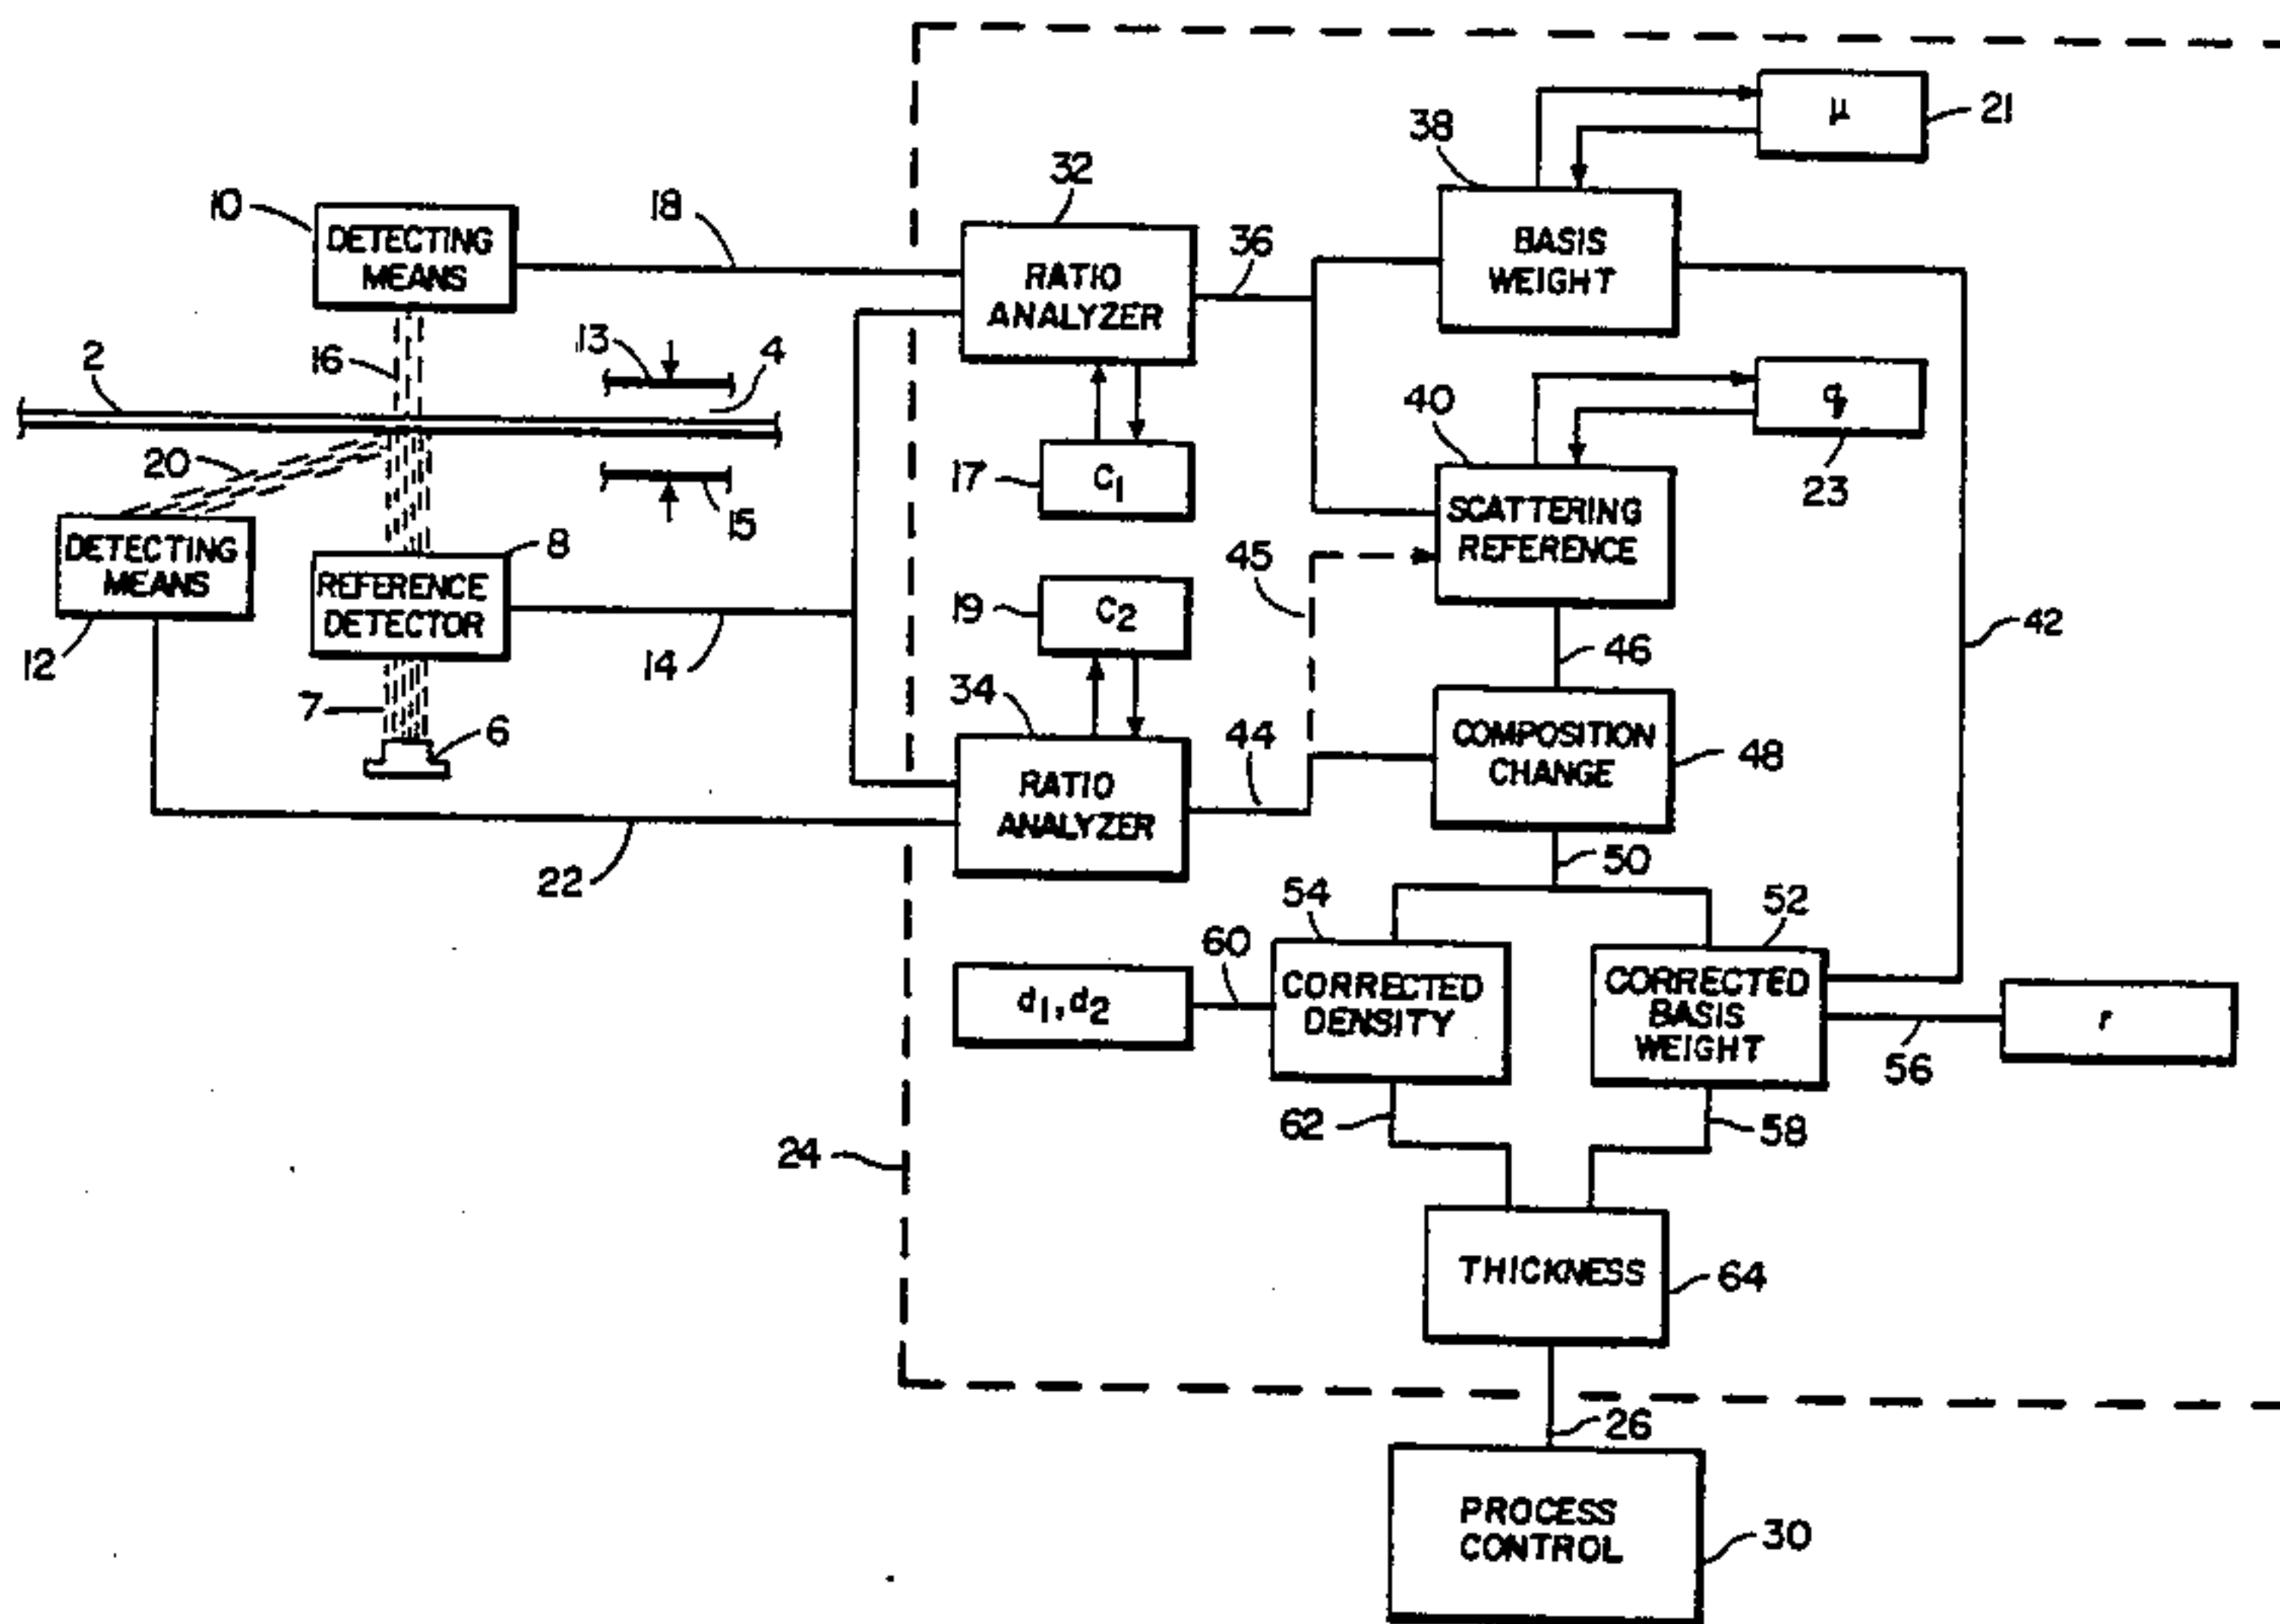 μ
21
38
32
10
DETECTING
MEANS
18
36
BASIS
WEIGHT
RATIO
ANALYZER
2
16
13
4
40
q
23
20
17
C1
15
SCATTERING
REFERENCE
DETECTING
MEANS
8
REFERENCE
DETECTOR
45
19
C2
12
14
46
42
7
6
34
44
COMPOSITION
CHANGE
48
RATIO
ANALYZER
22
50
54
52
60
d1, d2
CORRECTED
DENSITY
CORRECTED
BASIS
WEIGHT
r
56
62
58
24
THICKNESS
64
26
PROCESS
CONTROL
30